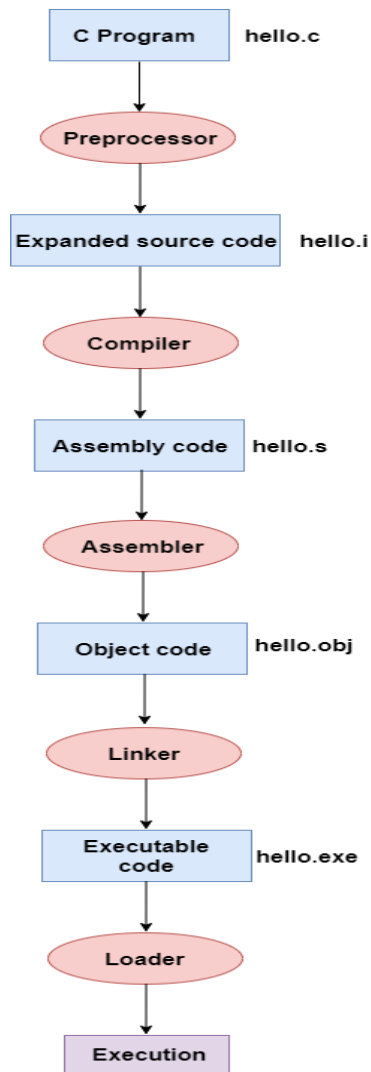 C Program hello.c
Preprocessor
Expanded source code hello.i
Compiler
Assembly code hello.s
Assembler
Object code hello.obj
Linker
Executable
code hello.exe
Loader
Execution